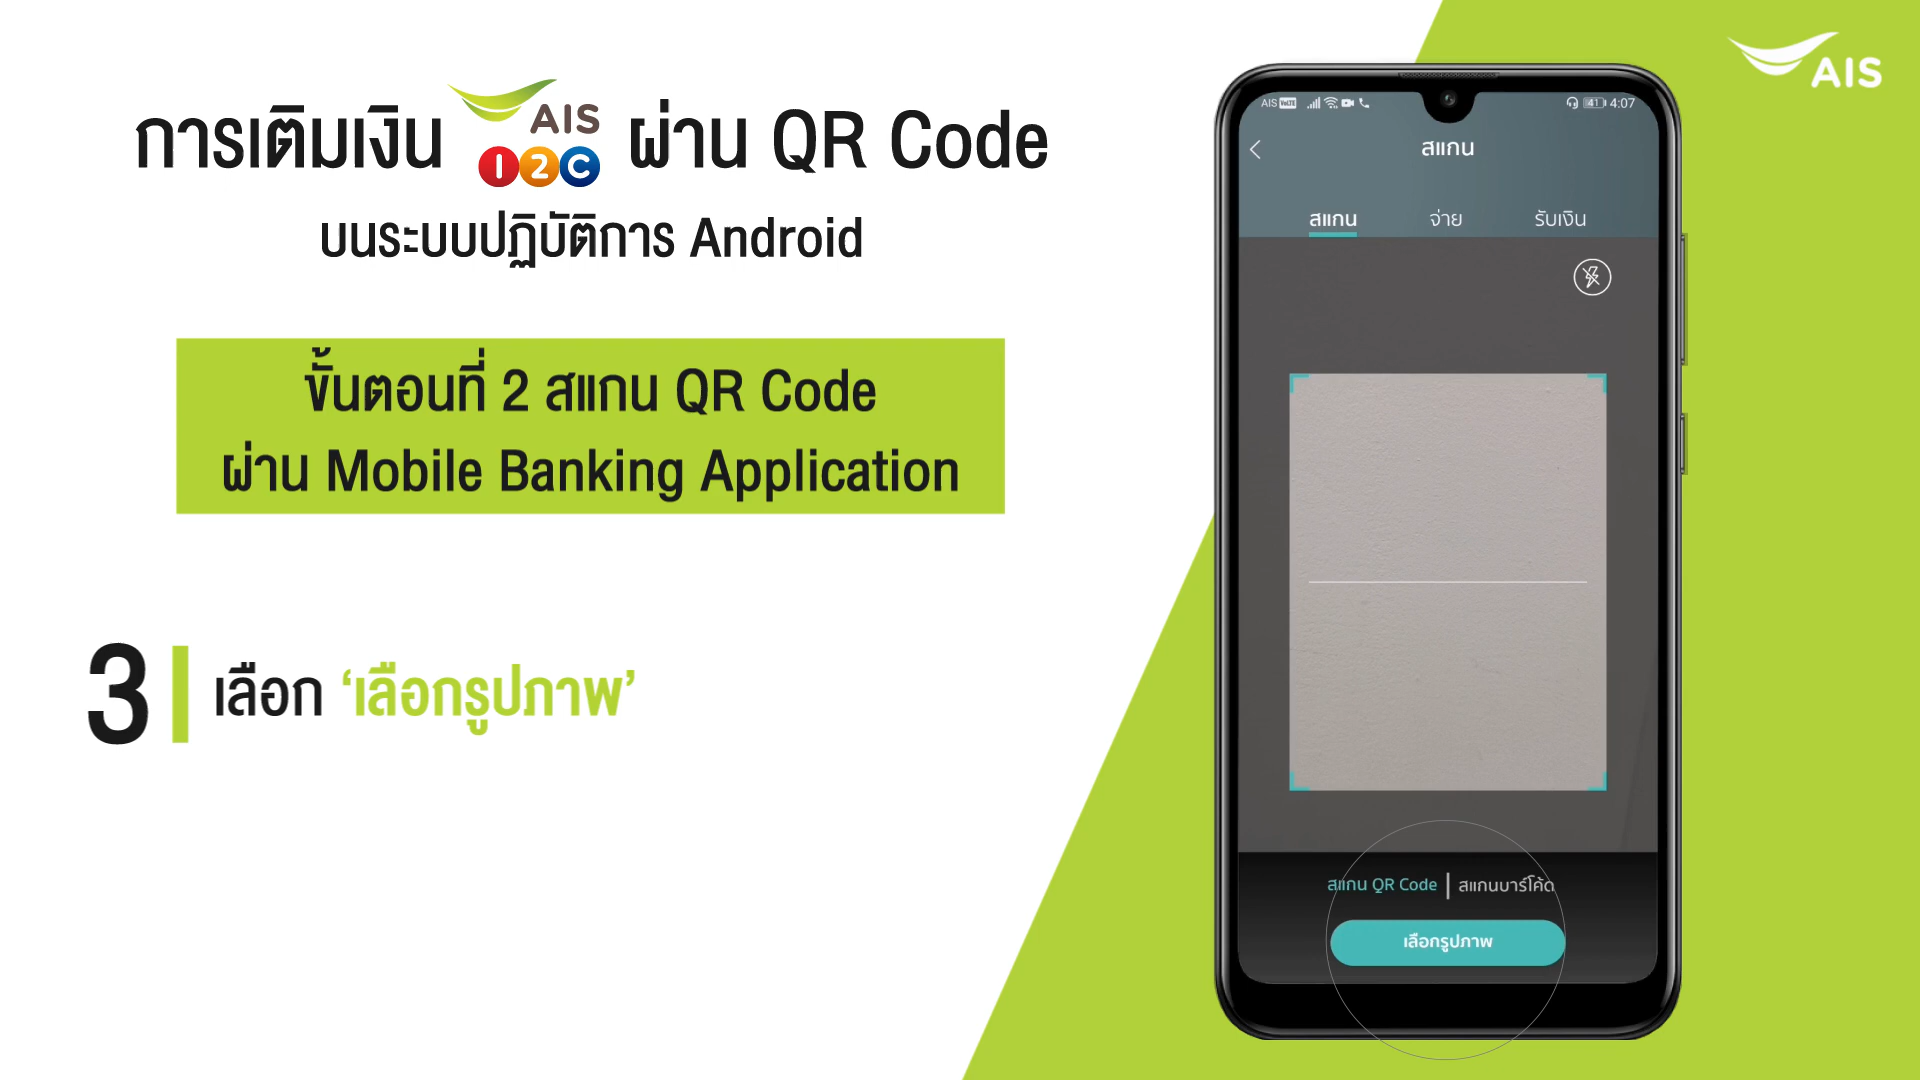 การเติมเงิน AIS 12C ผ่าน QR Code
บนระบบปฏิบัติการ Android
ขั้นตอนที่ 2 สแกน QR Code
ผ่าน Mobile Banking Application
3 เลือก ‘เลือกรูปภาพ’
AIS
AIS 41 4:07
สแกน
สแกน จ่าย รับเงิน
สแกน QR Code | สแกนบาร์โค้ด
เลือกรูปภาพ